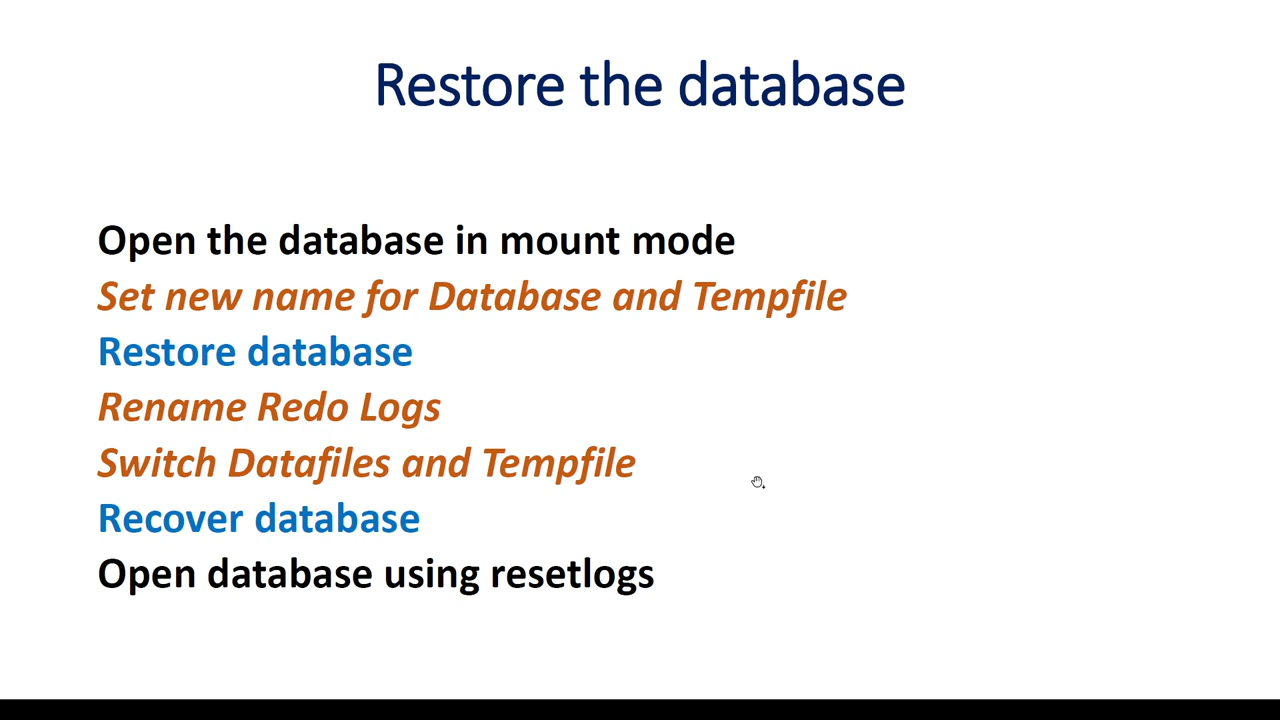 Restore the database
Open the database in mount mode
Set new name for Database and Tempfile
Restore database
Rename Redo Logs
Switch Datafiles and Tempfile
Recover database
Open database using resetlogs